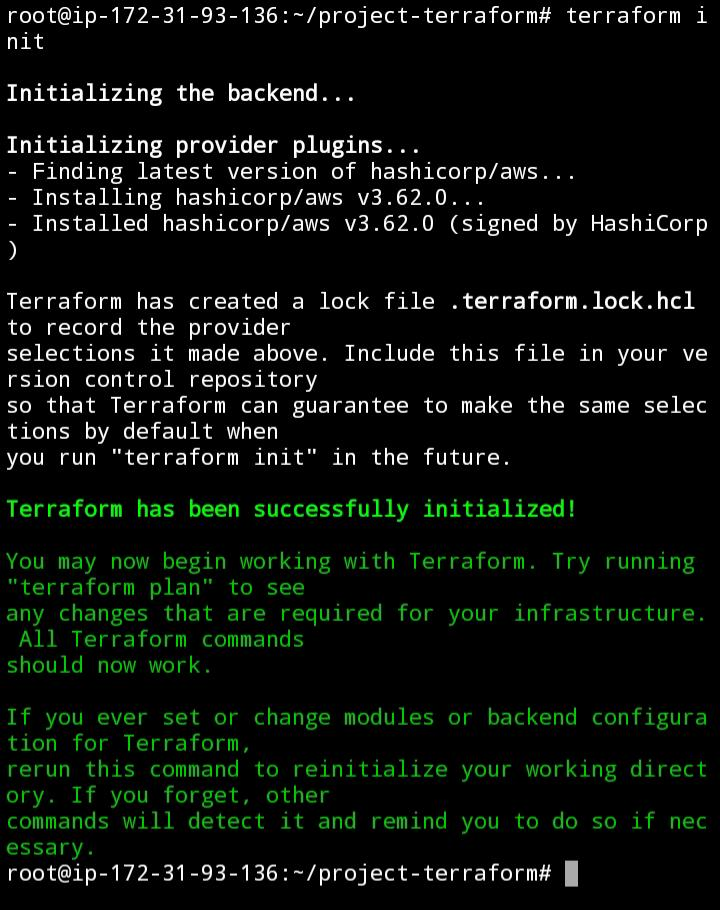 root@ip-172-31-93-136:~/project-terraform# terraform i
nit
Initializing the backend...
Initializing provider plugins...
- Finding latest version of hashicorp/aws...
- Installing hashicorp/aws v3.62.0...
- Installed hashicorp/aws v3.62.0 (signed by HashiCorp
)
Terraform has created a lock file .terraform.lock.hcl
to record the provider
selections it made above. Include this file in your ve
rsion control repository
so that Terraform can guarantee to make the same selec
tions by default when
you run "terraform init" in the future.
Terraform has been successfully initialized!
You may now begin working with Terraform. Try running
"terraform plan" to see
any changes that are required for your infrastructure.
 All Terraform commands
should now work.
If you ever set or change modules or backend configura
tion for Terraform,
rerun this command to reinitialize your working direct
ory. If you forget, other
commands will detect it and remind you to do so if nec
essary.
root@ip-172-31-93-136:~/project-terraform#